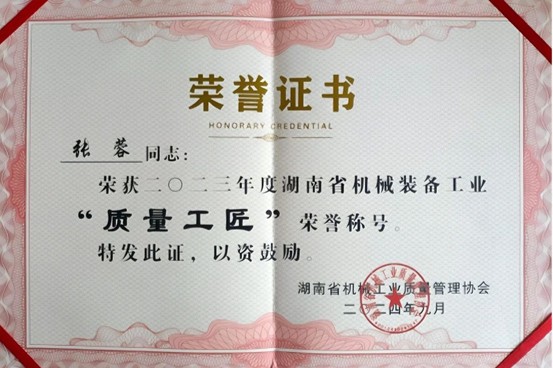 荣誉证书
HONORARY CREDENTIAL
张蓉同志：
荣获二〇二三年度湖南省机械装备工业
“质量工匠”荣誉称号。
特发此证，以资鼓励。
湖南省机械工业质量管理协会
二〇二四年九月